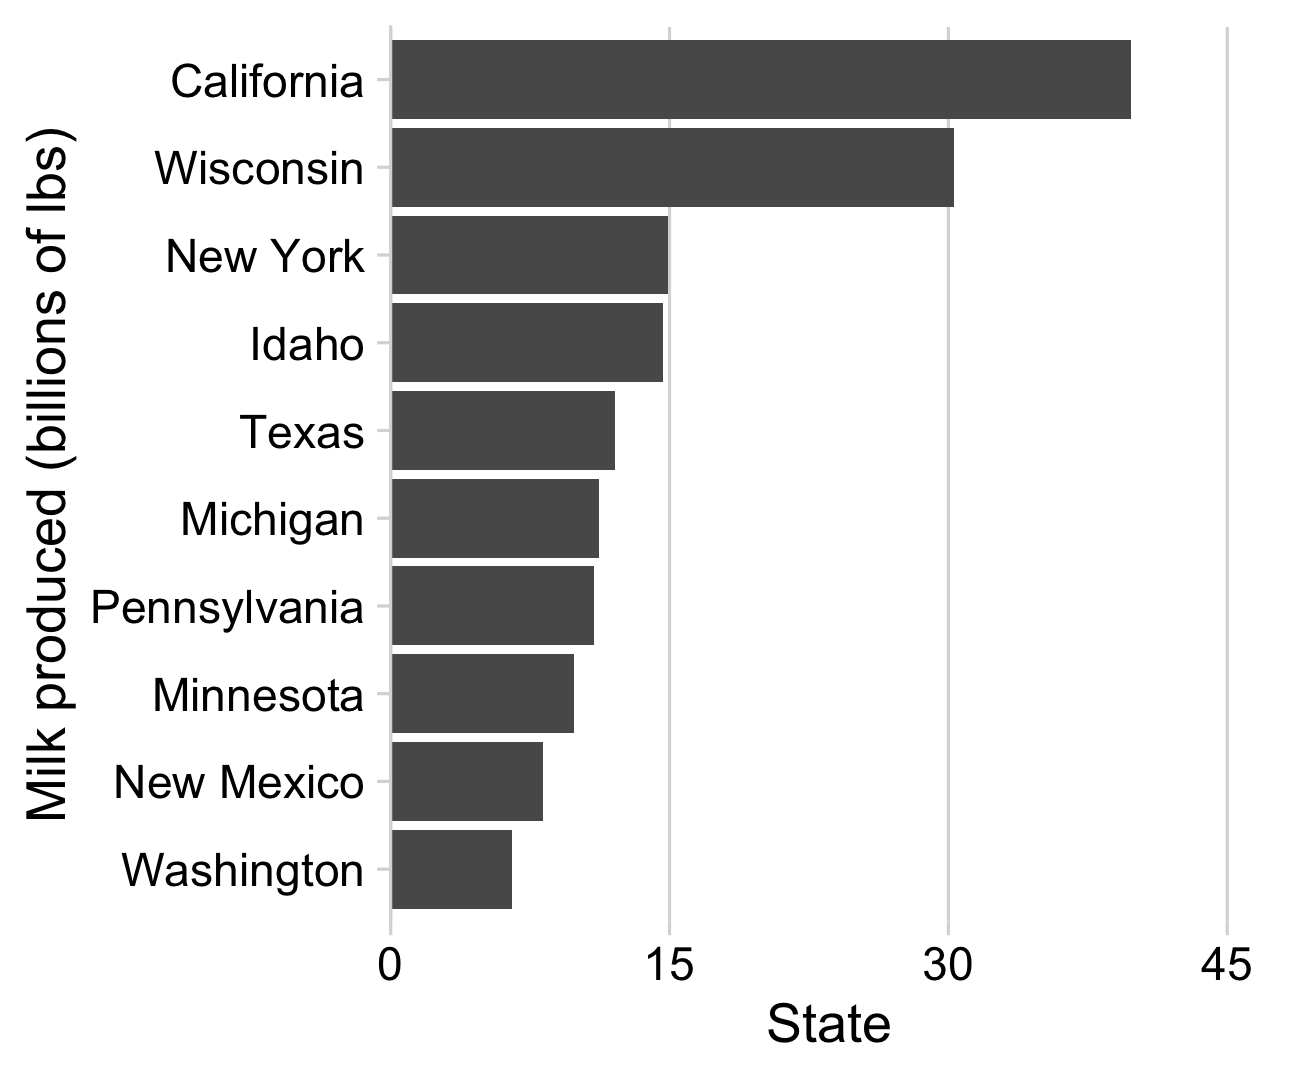 Milk produced (billions of lbs)
California
Wisconsin
New York
Idaho
Texas
Michigan
Pennsylvania
Minnesota
New Mexico
Washington
0 15 30 45
State